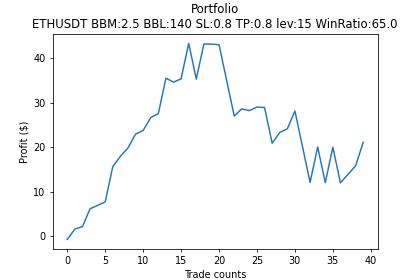 Portfolio
ETHUSDT BBM:2.5 BBL:140 SL:0.8 TP:0.8 lev:15 WinRatio:65.0
40
30
20
10
0
Profit ($)
0 5 10 15 20 25 30 35 40
Trade counts